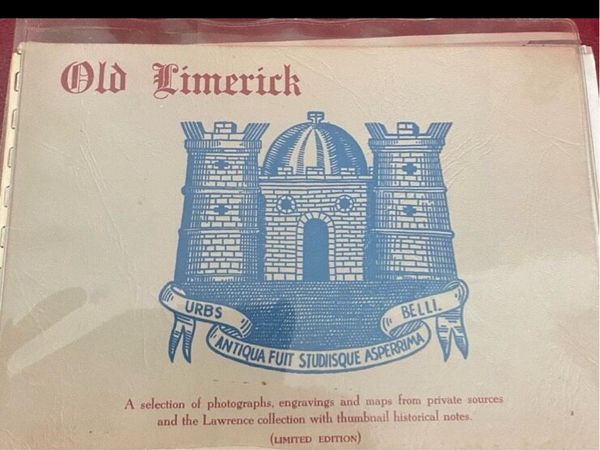 Old Limerick
URBS
ANTIQUA FUIT STUDIISQUE ASPERRIMA
BELLI.
A selection of photographs, engravings and maps from private sources
and the Lawrence collection with thumbnail historical notes.
(LIMITED EDITION)